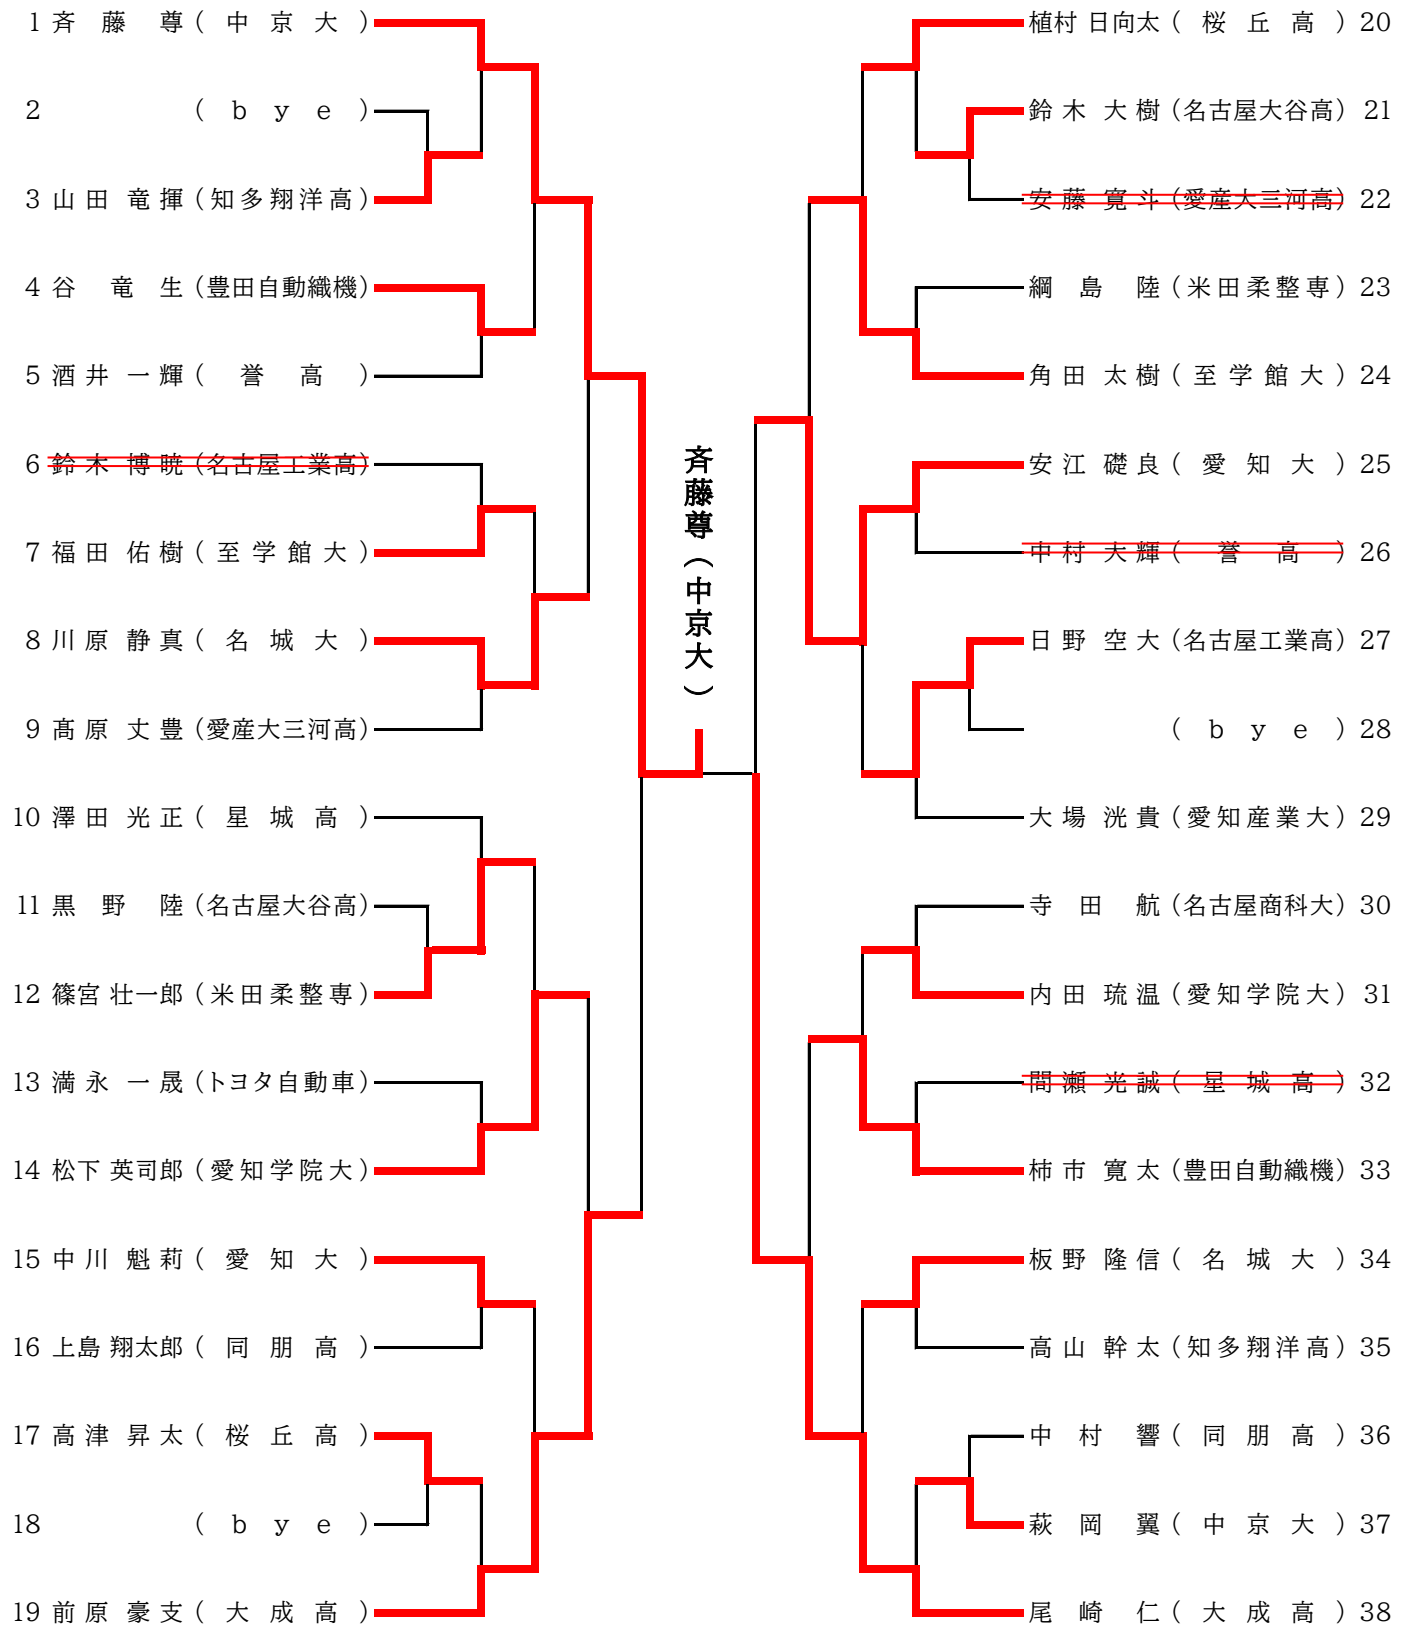 1 斉藤 尊 (中京大)
2 (bye)
3 山田 竜揮 (知多翔洋高)
4 谷 竜生 (豊田自動織機)
5 酒井 一輝 (誉高)
6 鈴木 博暁 (名古屋工業高)
7 福田 佑樹 (至学館大)
8 川原 静真 (名城大)
9 髙原 丈豊 (愛産大三河高)
10 澤田 光正 (星城高)
11 黒野 陸 (名古屋大谷高)
12 篠宮 壮一郎 (米田柔整専)
13 満永 一晟 (トヨタ自動車)
14 松下 英司郎 (愛知学院大)
15 中川 魁莉 (愛知大)
16 上島 翔太郎 (同朋高)
17 高津 昇太 (桜丘高)
18 (bye)
19 前原 豪支 (大成高)
斉藤尊(中京大)
植村 日向太 (桜丘高) 20
鈴木 大樹 (名古屋大谷高) 21
安藤 寛斗 (愛産大三河高) 22
綱島 陸 (米田柔整専) 23
角田 太樹 (至学館大) 24
安江 礎良 (愛知大) 25
中村 大輝 (誉高) 26
日野 空大 (名古屋工業高) 27
(bye) 28
大場 洸貴 (愛知産業大) 29
寺田 航 (名古屋商科大) 30
内田 琉温 (愛知学院大) 31
間瀬 光誠 (星城高) 32
柿市 寛太 (豊田自動織機) 33
板野 隆信 (名城大) 34
高山 幹太 (知多翔洋高) 35
中村 響 (同朋高) 36
萩岡 翼 (中京大) 37
尾崎 仁 (大成高) 38